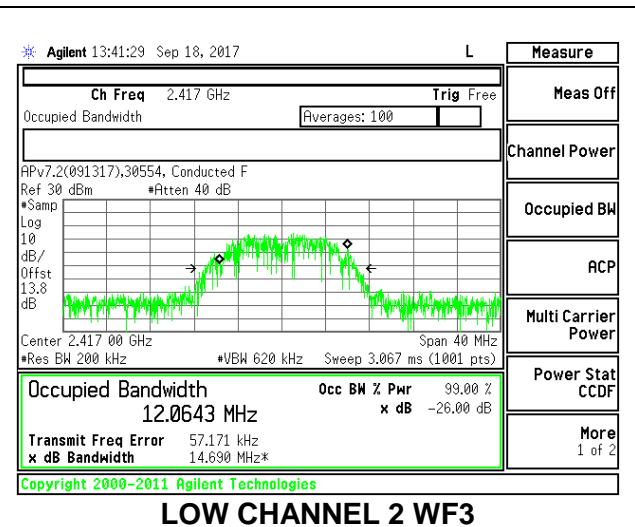 Agilent 13:41:29 Sep 18, 2017 L Measure
Ch Freq 2.417 GHz Trig Free
Meas Off
Occupied Bandwidth Averages: 100
Channel Power
APv7.2(091317),30554, Conducted F
Ref 30 dBm #Atten 40 dB
#Samp
Log
10
dB/
Offst
13.8
dB
Occupied BW
ACP
Multi Carrier
Power
Center 2.417 00 GHz Span 40 MHz
#Res BW 200 kHz #VBW 620 kHz Sweep 3.067 ms (1001 pts)
Power Stat
CCDF
Occupied Bandwidth Occ BW % Pwr 99.00 %
12.0643 MHz x dB -26.00 dB
Transmit Freq Error 57.171 kHz
x dB Bandwidth 14.690 MHz*
More
1 of 2
Copyright 2000-2011 Agilent Technologies
LOW CHANNEL 2 WF3